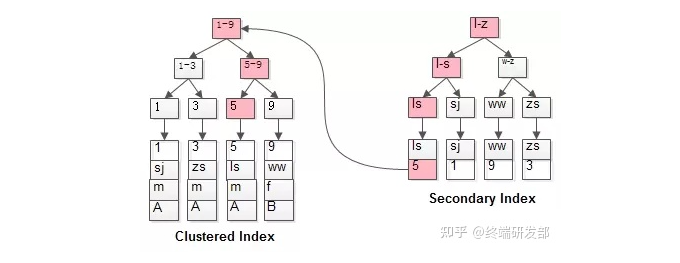 1-9
1-3
5-9
1
3
5
9
1
3
5
9
sj
zs
ls
ww
m
m
m
f
A
A
A
B
Clustered Index
l-z
l-s
w-z
ls
sj
ww
zs
ls
sj
ww
zs
5
1
9
3
Secondary Index
知乎 @终端研发部